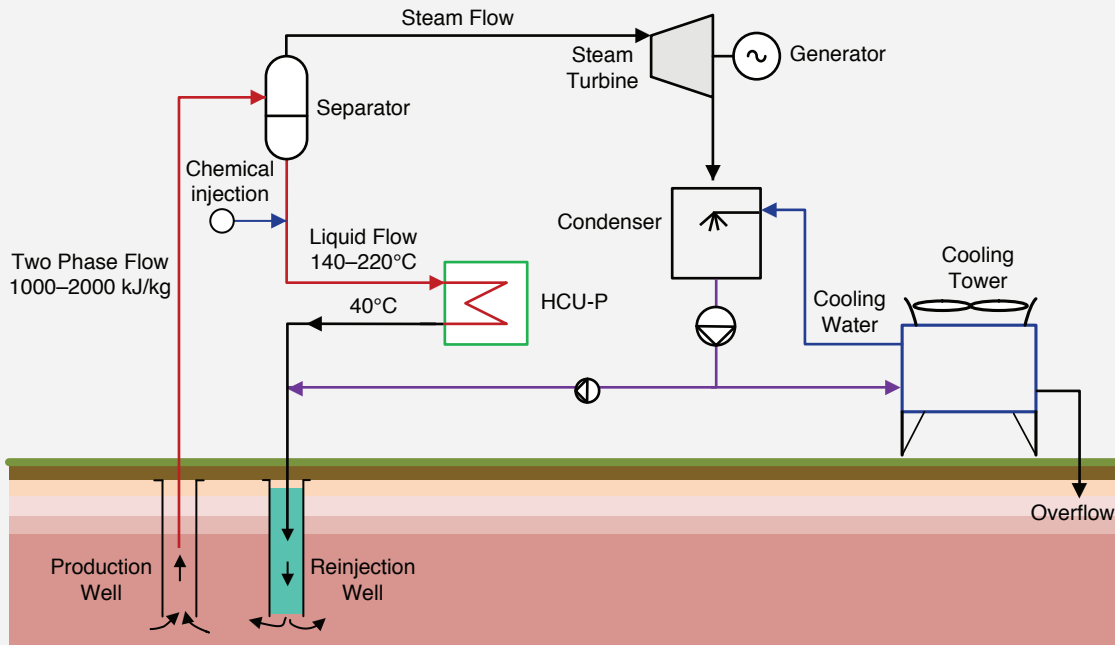 Steam Flow
Steam
Turbine
Generator
Separator
Chemical
injection
Two Phase Flow
1000–2000 kJ/kg
Liquid Flow
140–220°C
40°C
HCU-P
Condenser
Cooling
Water
Cooling
Tower
Overflow
Production
Well
Reinjection
Well